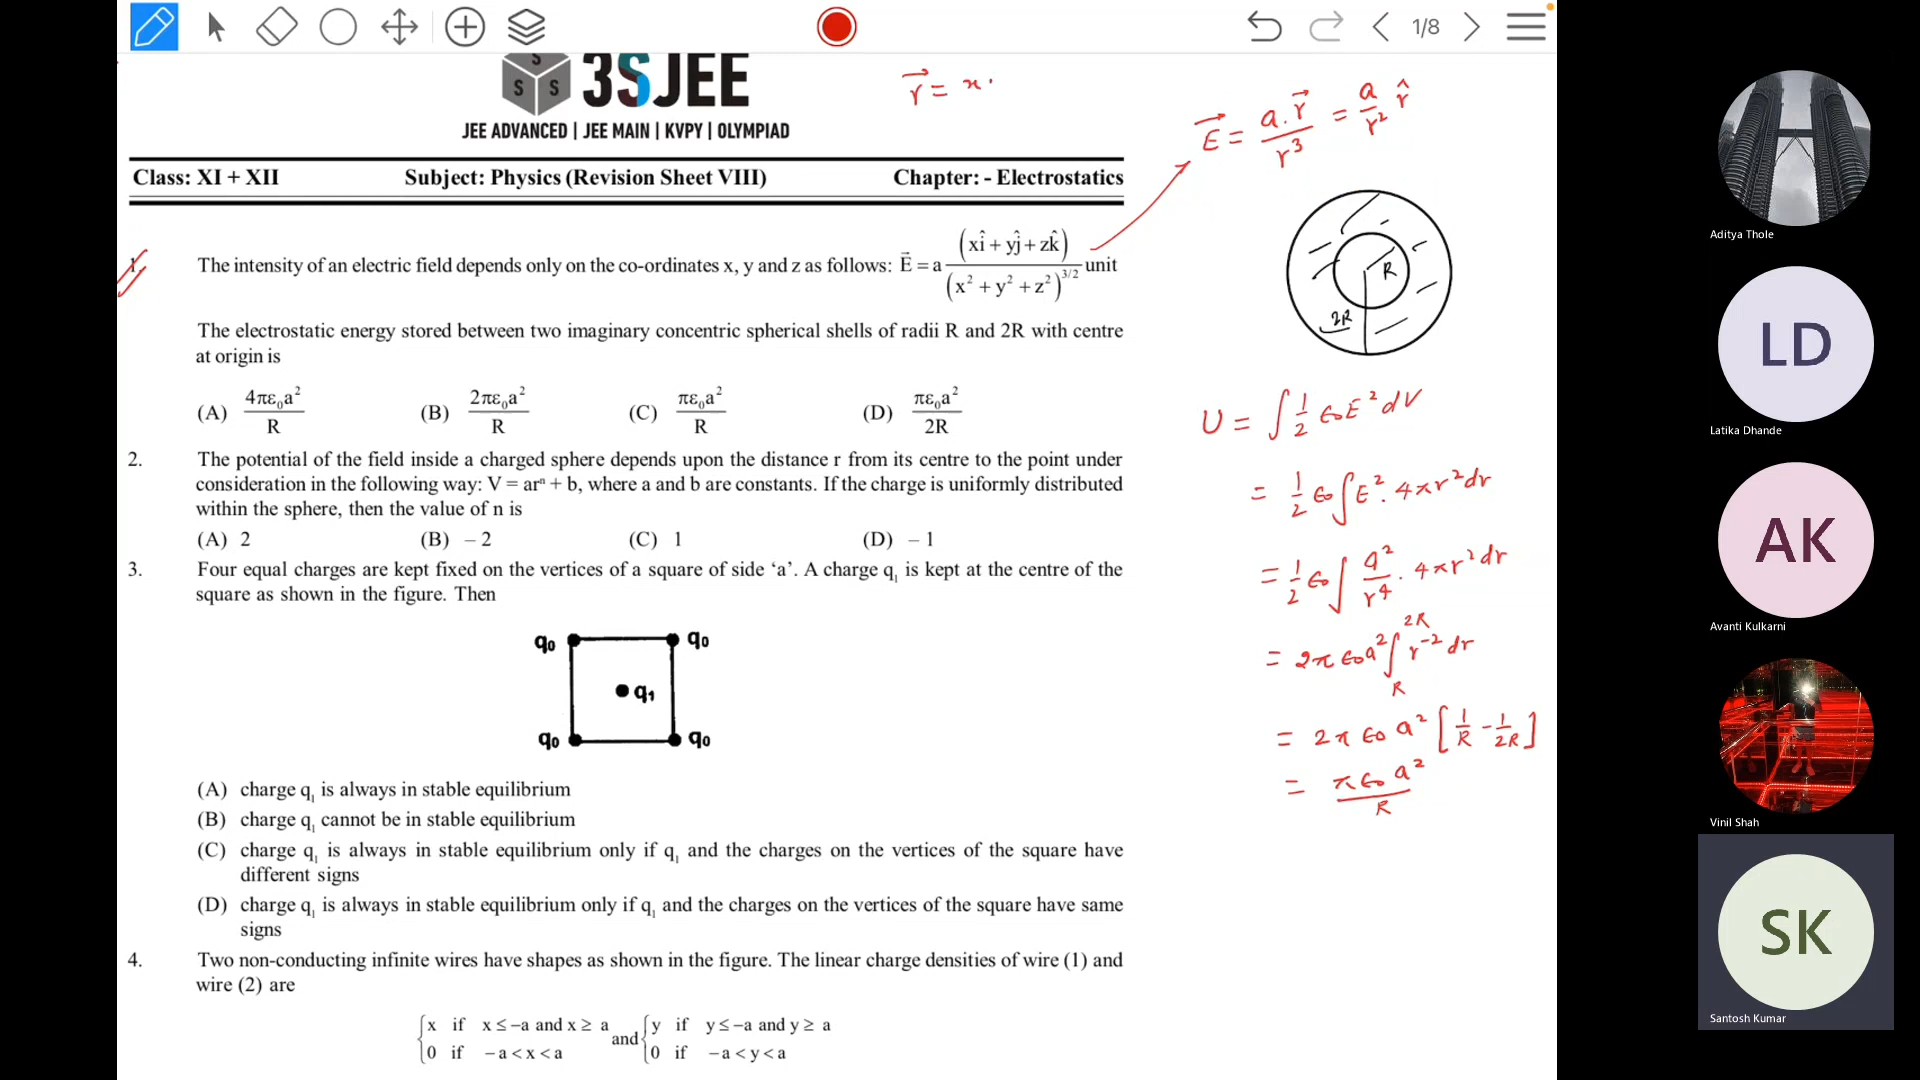 1/8
S S S 3SJEE
JEE ADVANCED | JEE MAIN | KVPY | OLYMPIAD
Class: XI + XII Subject: Physics (Revision Sheet VIII) Chapter: - Electrostatics
1. The intensity of an electric field depends only on the co-ordinates x, y and z as follows: E⃗ = a (xî + yĵ + zk̂) / (x² + y² + z²)^3/2 unit
The electrostatic energy stored between two imaginary concentric spherical shells of radii R and 2R with centre
at origin is
(A) 4πε₀a² / R (B) 2πε₀a² / R (C) πε₀a² / R (D) πε₀a² / 2R
2. The potential of the field inside a charged sphere depends upon the distance r from its centre to the point under
consideration in the following way: V = arⁿ + b, where a and b are constants. If the charge is uniformly distributed
within the sphere, then the value of n is
(A) 2 (B) – 2 (C) 1 (D) – 1
3. Four equal charges are kept fixed on the vertices of a square of side ‘a’. A charge q₁ is kept at the centre of the
square as shown in the figure. Then
q₀ q₀
q₁
q₀ q₀
(A) charge q₁ is always in stable equilibrium
(B) charge q₁ cannot be in stable equilibrium
(C) charge q₁ is always in stable equilibrium only if q₁ and the charges on the vertices of the square have
different signs
(D) charge q₁ is always in stable equilibrium only if q₁ and the charges on the vertices of the square have same
signs
4. Two non-conducting infinite wires have shapes as shown in the figure. The linear charge densities of wire (1) and
wire (2) are
{x if x ≤ –a and x ≥ a and {y if y ≤ –a and y ≥ a
{0 if – a < x < a {0 if – a < y < a
r⃗ = x
E⃗ = a. r⃗ / r³ = a / r² r̂
R
2R
U = ∫ 1/2 ε₀E² dV
= 1/2 ε₀ ∫ E². 4πr² dr
= 1/2 ε₀ ∫ a²/r⁴ . 4πr² dr
= 2π ε₀a² ∫_R^2R r⁻² dr
= 2π ε₀ a² [1/R - 1/2R]
= π ε₀ a² / R
Aditya Thole
LD
Latika Dhande
AK
Avanti Kulkarni
Vinil Shah
SK
Santosh Kumar